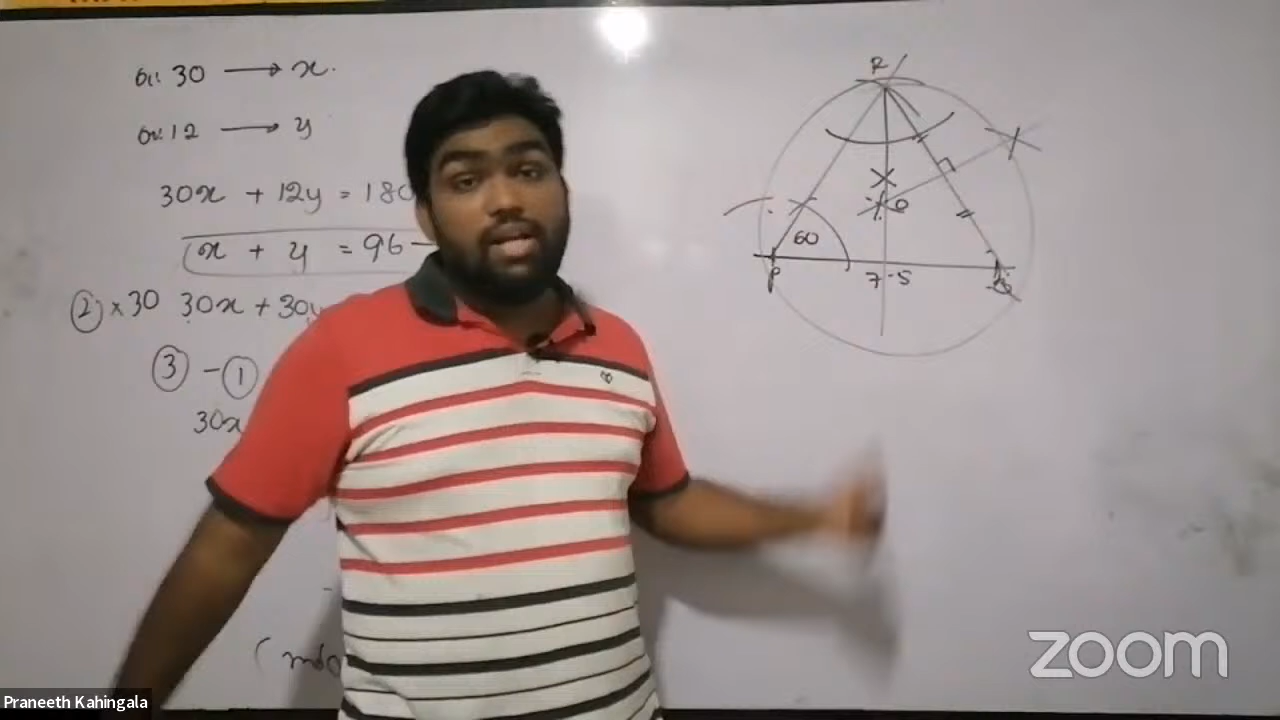 30 → x.
12 → y
30x + 12y = 180
x + y = 96
② × 30 30x + 30y
③ - ①
30x
R
60
P
7.5
Q
O
zoom
Praneeth Kahingala